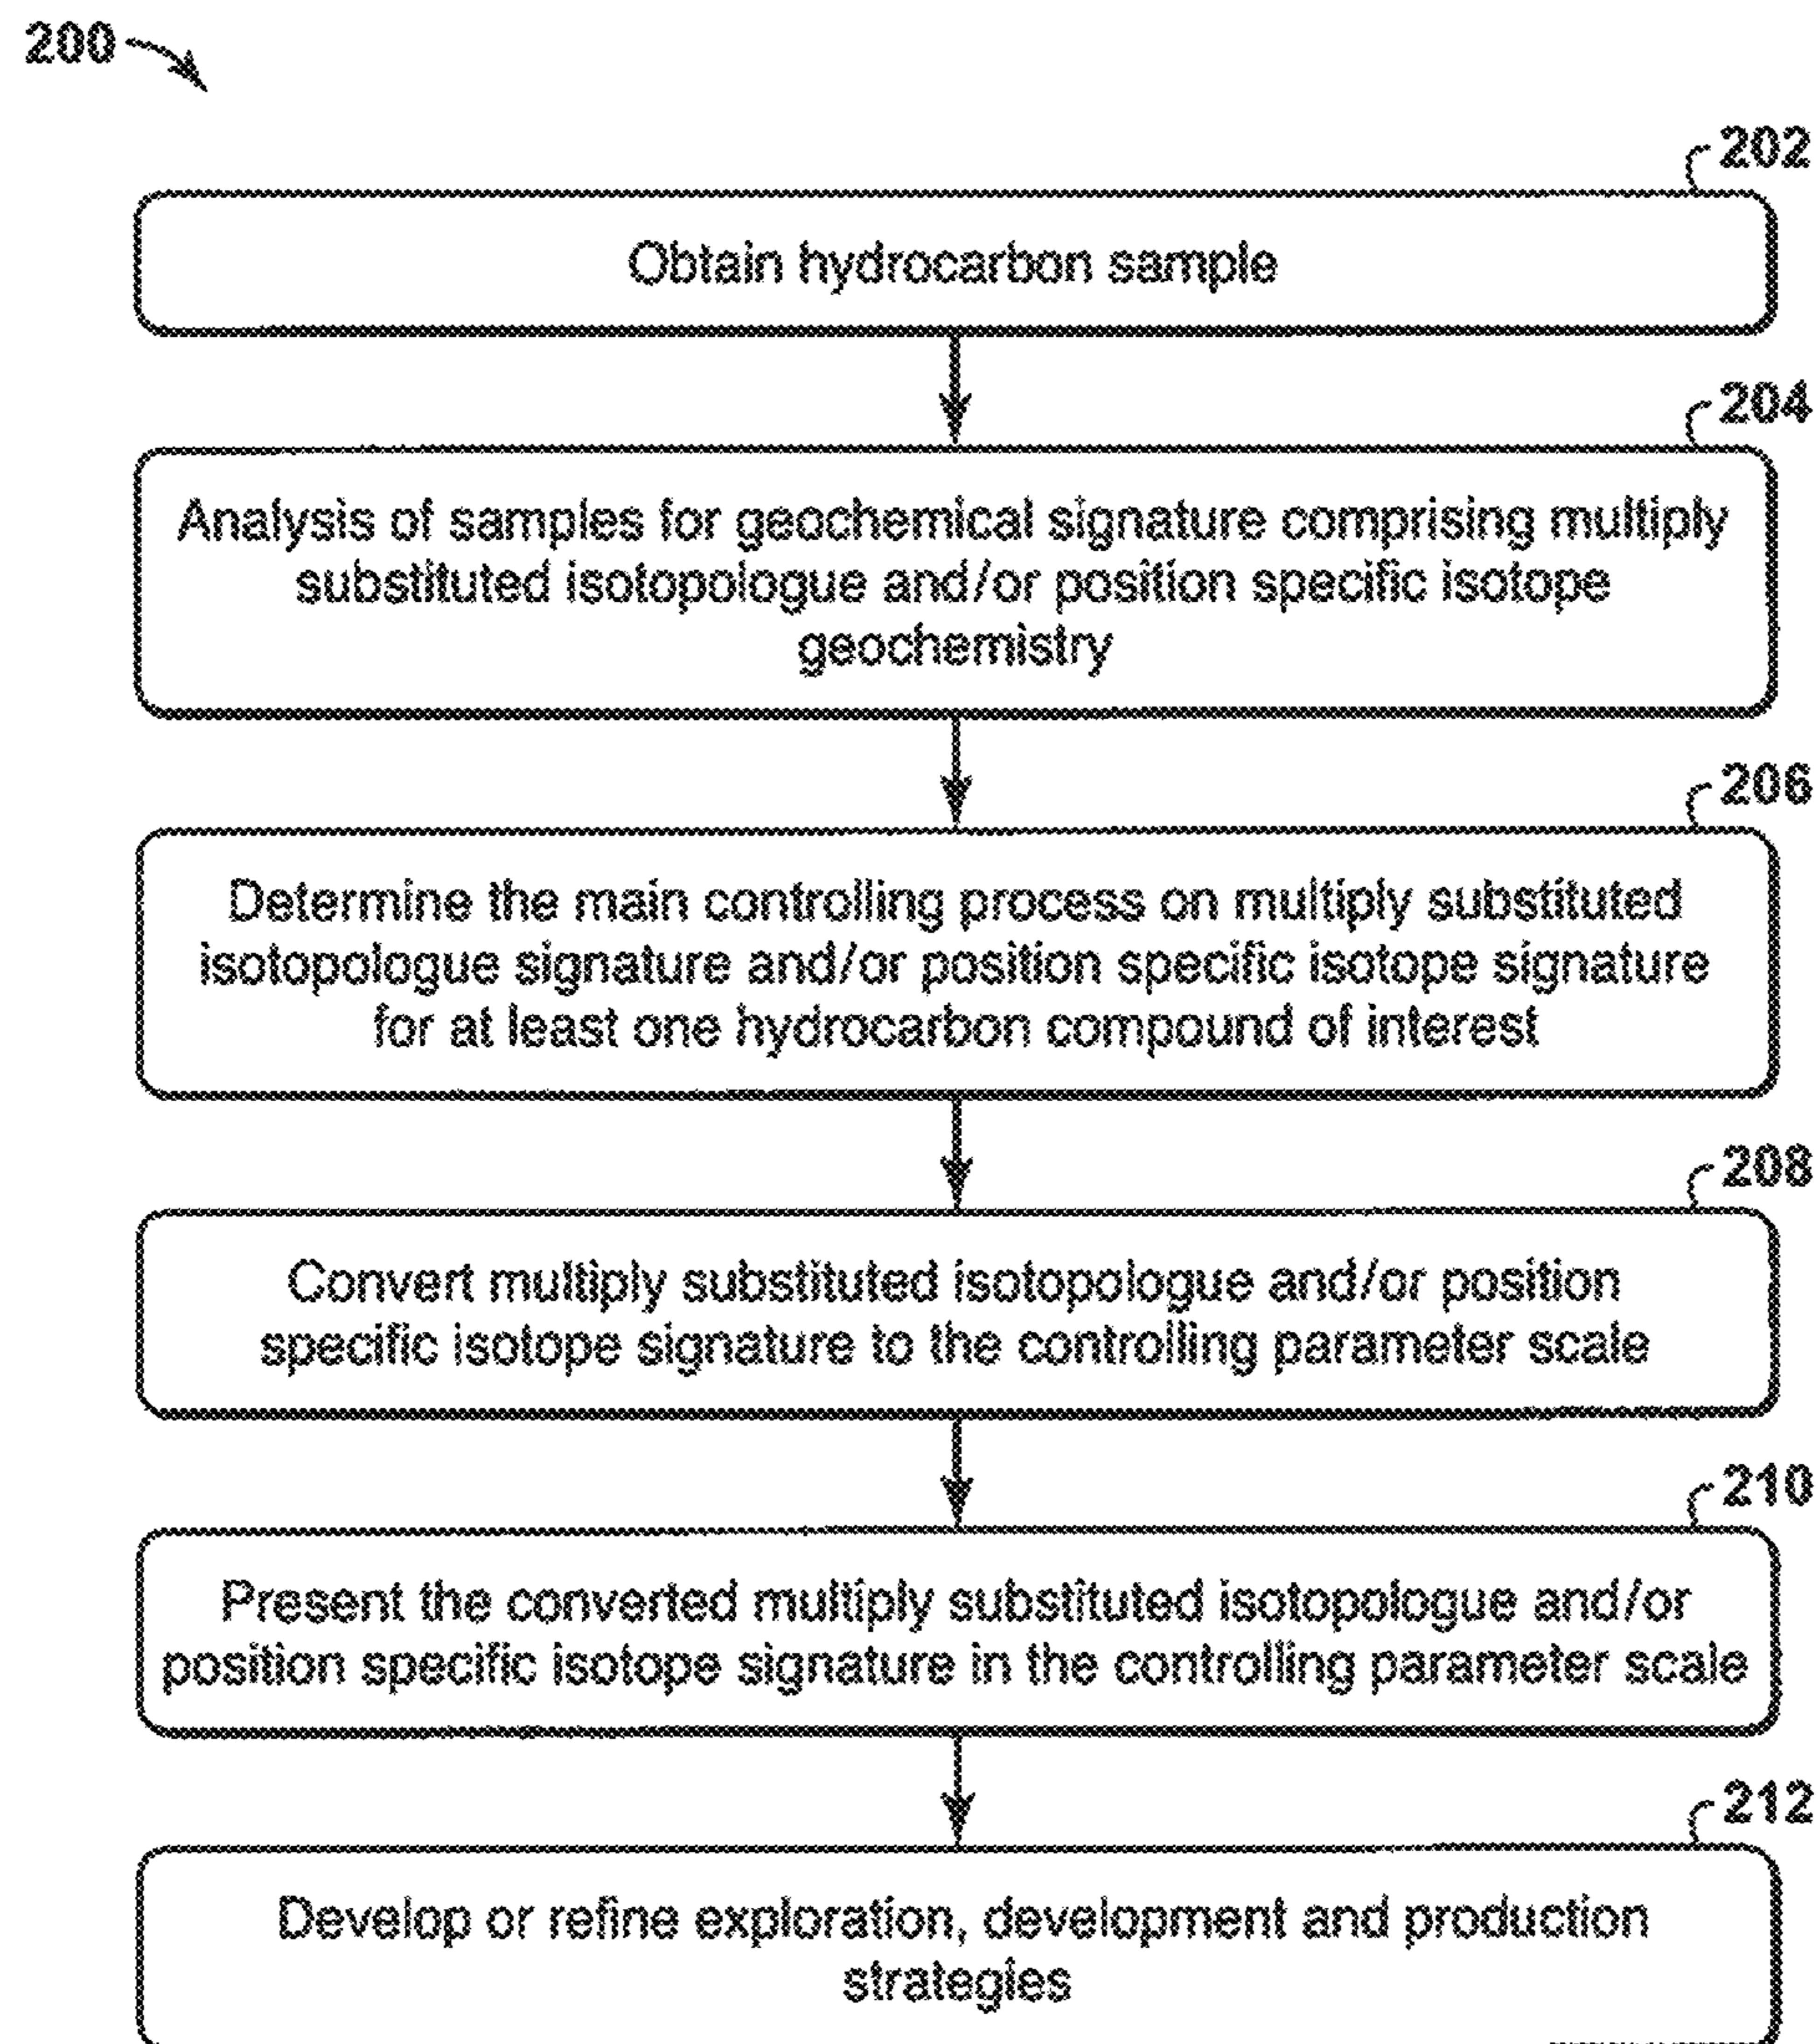 200
202
Obtain hydrocarbon sample
204
Analysis of samples for geochemical signature comprising multiply
substituted isotopologue and/or position specific isotope
geochemistry
206
Determine the main controlling process on multiply substituted
isotopologue signature and/or position specific isotope signature
for at least one hydrocarbon compound of interest
208
Convert multiply substituted isotopologue and/or position
specific isotope signature to the controlling parameter scale
210
Present the converted multiply substituted isotopologue and/or
position specific isotope signature in the controlling parameter scale
212
Develop or refine exploration, development and production
strategies